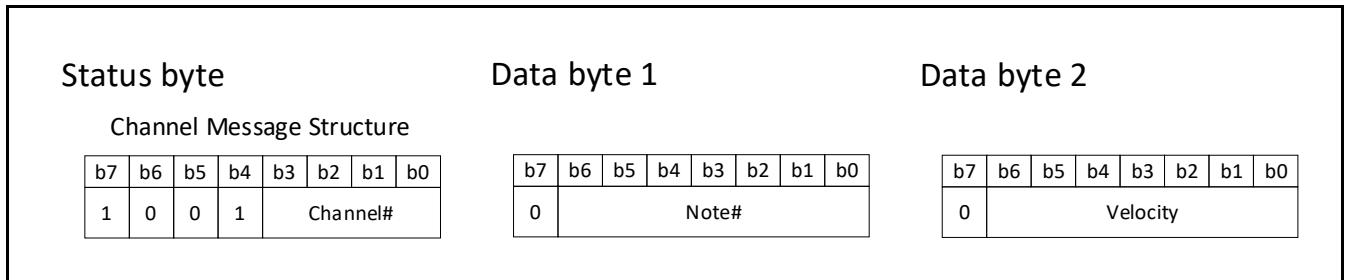 Status byte Data byte 1 Data byte 2
Channel Message Structure
b7 b6 b5 b4 b3 b2 b1 b0 b7 b6 b5 b4 b3 b2 b1 b0 b7 b6 b5 b4 b3 b2 b1 b0
1 0 0 1 Channel# 0 Note# 0 Velocity